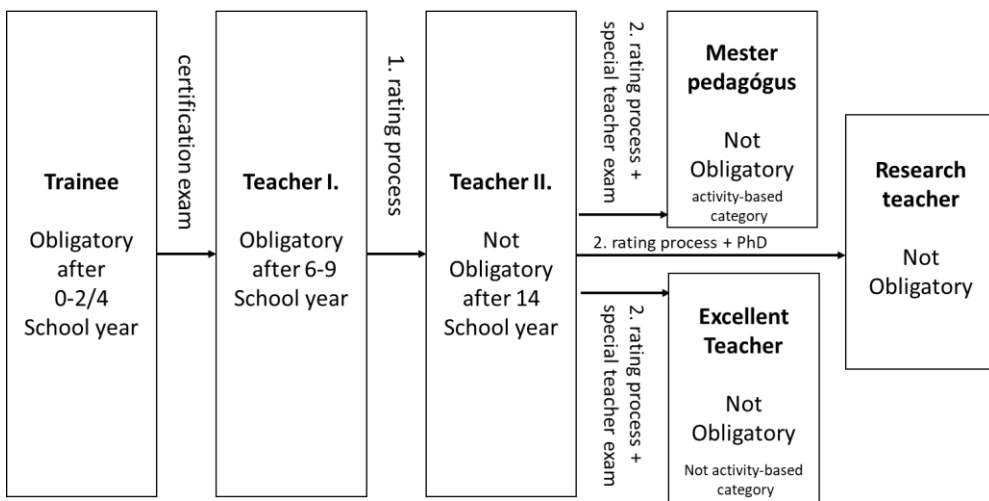 Trainee
Obligatory
after
0-2/4
School year
certification exam
Teacher I.
Obligatory
after 6-9
School year
1. rating process
Teacher II.
Not
Obligatory
after 14
School year
2. rating process +
special teacher exam
Mester
pedagógus
Not
Obligatory
activity-based
category
2. rating process + PhD
Research
teacher
Not
Obligatory
2. rating process +
special teacher exam
Excellent
Teacher
Not
Obligatory
Not activity-based
category